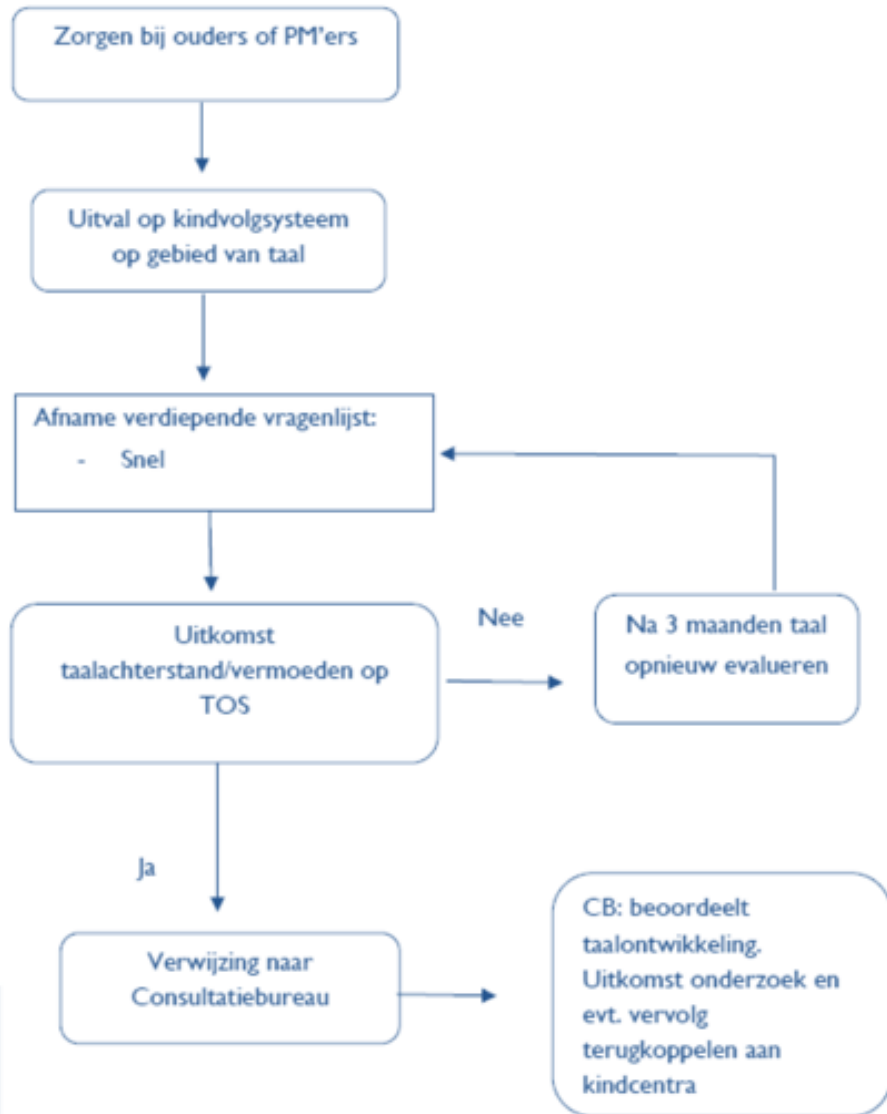 Zorgen bij ouders of PM'ers
Uitval op kindvolgsysteem
op gebied van taal
Afname verdiepende vragenlijst:
- Snel
Uitkomst
taalachterstand/vermoeden op
TOS
Nee
Na 3 maanden taal
opnieuw evalueren
Ja
Verwijzing naar
Consultatiebureau
CB: beoordeelt
taalontwikkeling.
Uitkomst onderzoek en
evt. vervolg
terugkoppelen aan
kindcentra